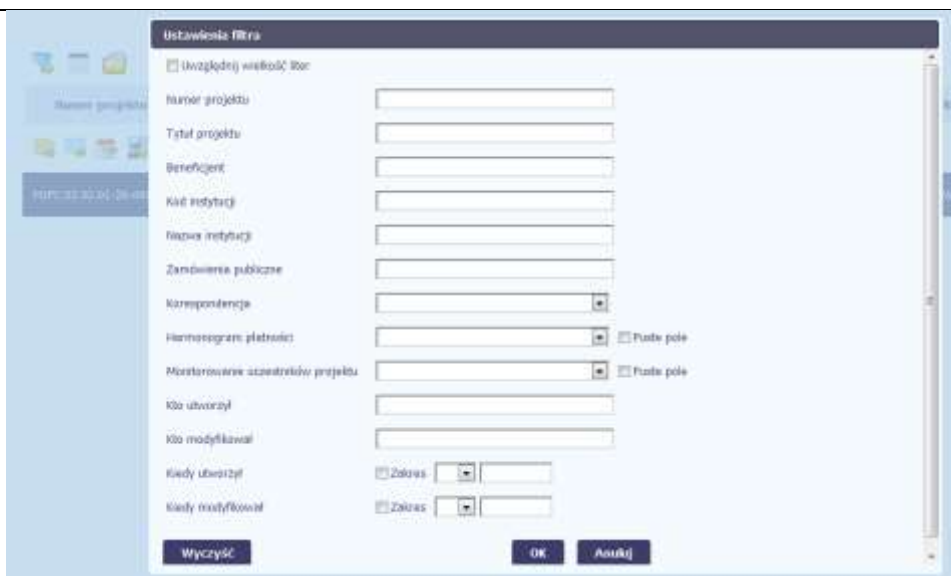 Ustawienia filtra
Uwzględnij wielkość liter
Numer projektu
Numer projektu
Tytuł projektu
Beneficjent
Kod instytucji
Nazwa instytucji
Zamówienia publiczne
Korespondencja
Harmonogram płatności Puste pole
Monitorowanie uczestników projektu Puste pole
Kto utworzył
Kto modyfikował
Kiedy utworzył Zakres
Kiedy modyfikował Zakres
Wyczyść OK Anuluj